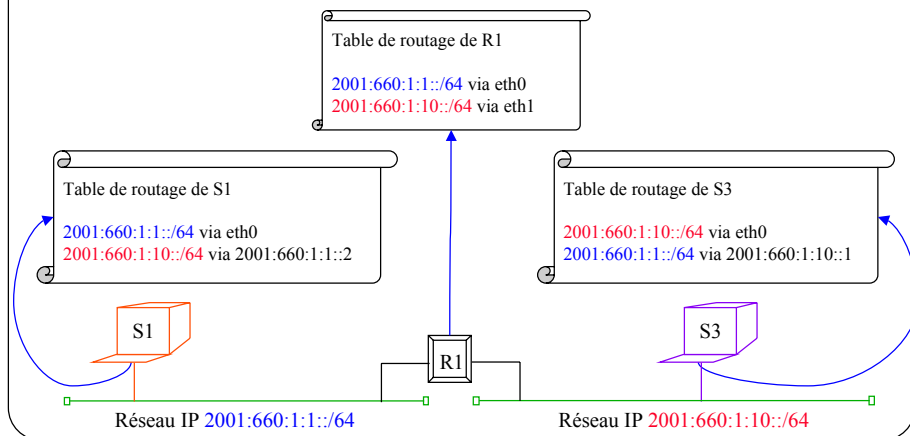 Table de routage de R1
2001:660:1:1::/64 via eth0
2001:660:1:10::/64 via eth1
Table de routage de S1
2001:660:1:1::/64 via eth0
2001:660:1:10::/64 via 2001:660:1:1::2
Table de routage de S3
2001:660:1:10::/64 via eth0
2001:660:1:1::/64 via 2001:660:1:10::1
S1
R1
S3
Réseau IP 2001:660:1:1::/64
Réseau IP 2001:660:1:10::/64